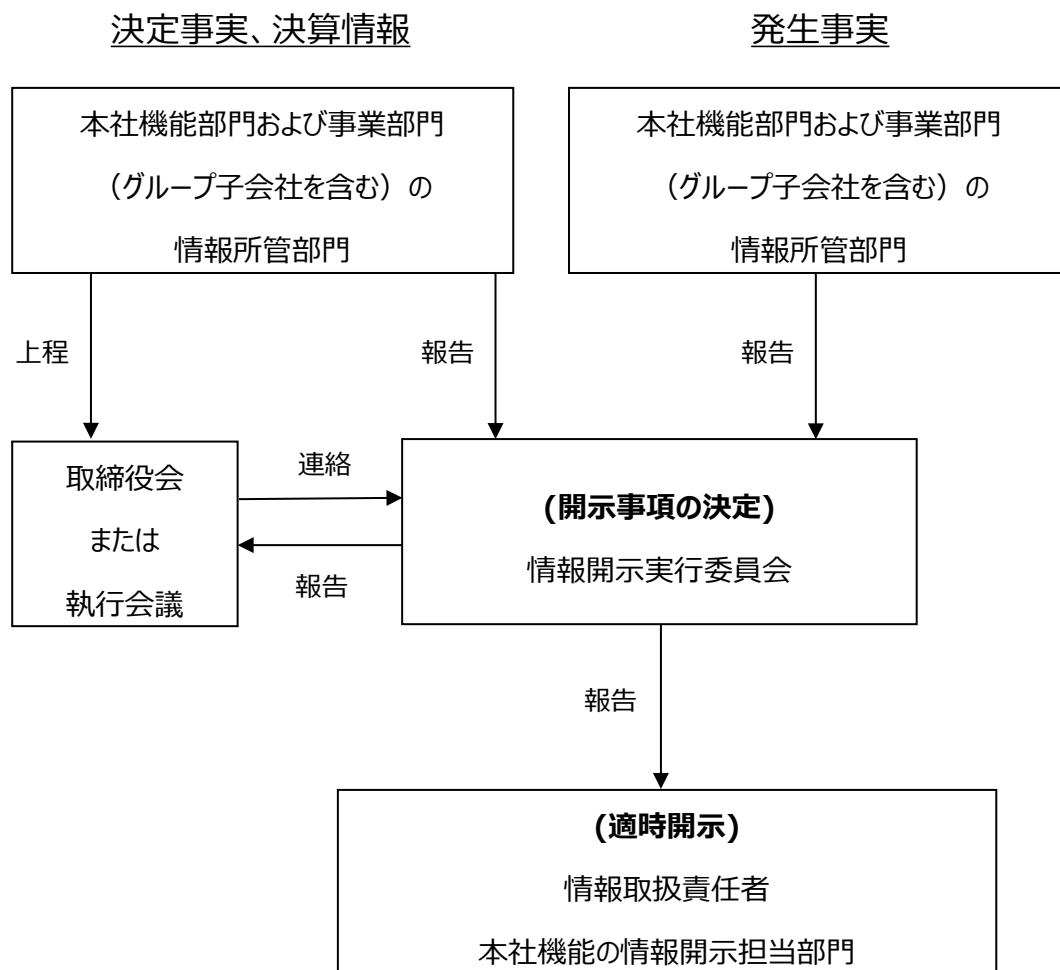 決定事実、決算情報
発生事実
本社機能部門および事業部門
（グループ子会社を含む）の
情報所管部門
本社機能部門および事業部門
（グループ子会社を含む）の
情報所管部門
上程
報告
報告
取締役会
または
執行会議
連絡
報告
(開示事項の決定)
情報開示実行委員会
報告
(適時開示)
情報取扱責任者
本社機能の情報開示担当部門